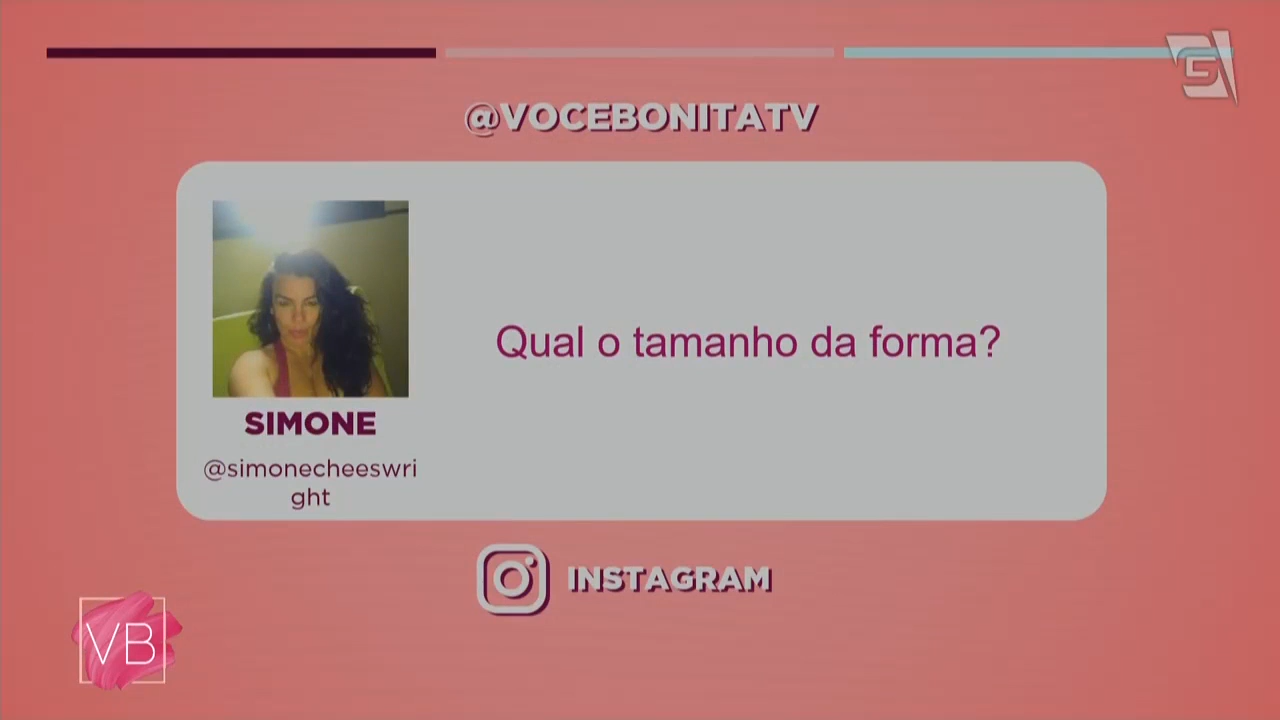 @VOCEBONITATV
Qual o tamanho da forma?
SIMONE
@simonecheeswri
ght
INSTAGRAM
VB